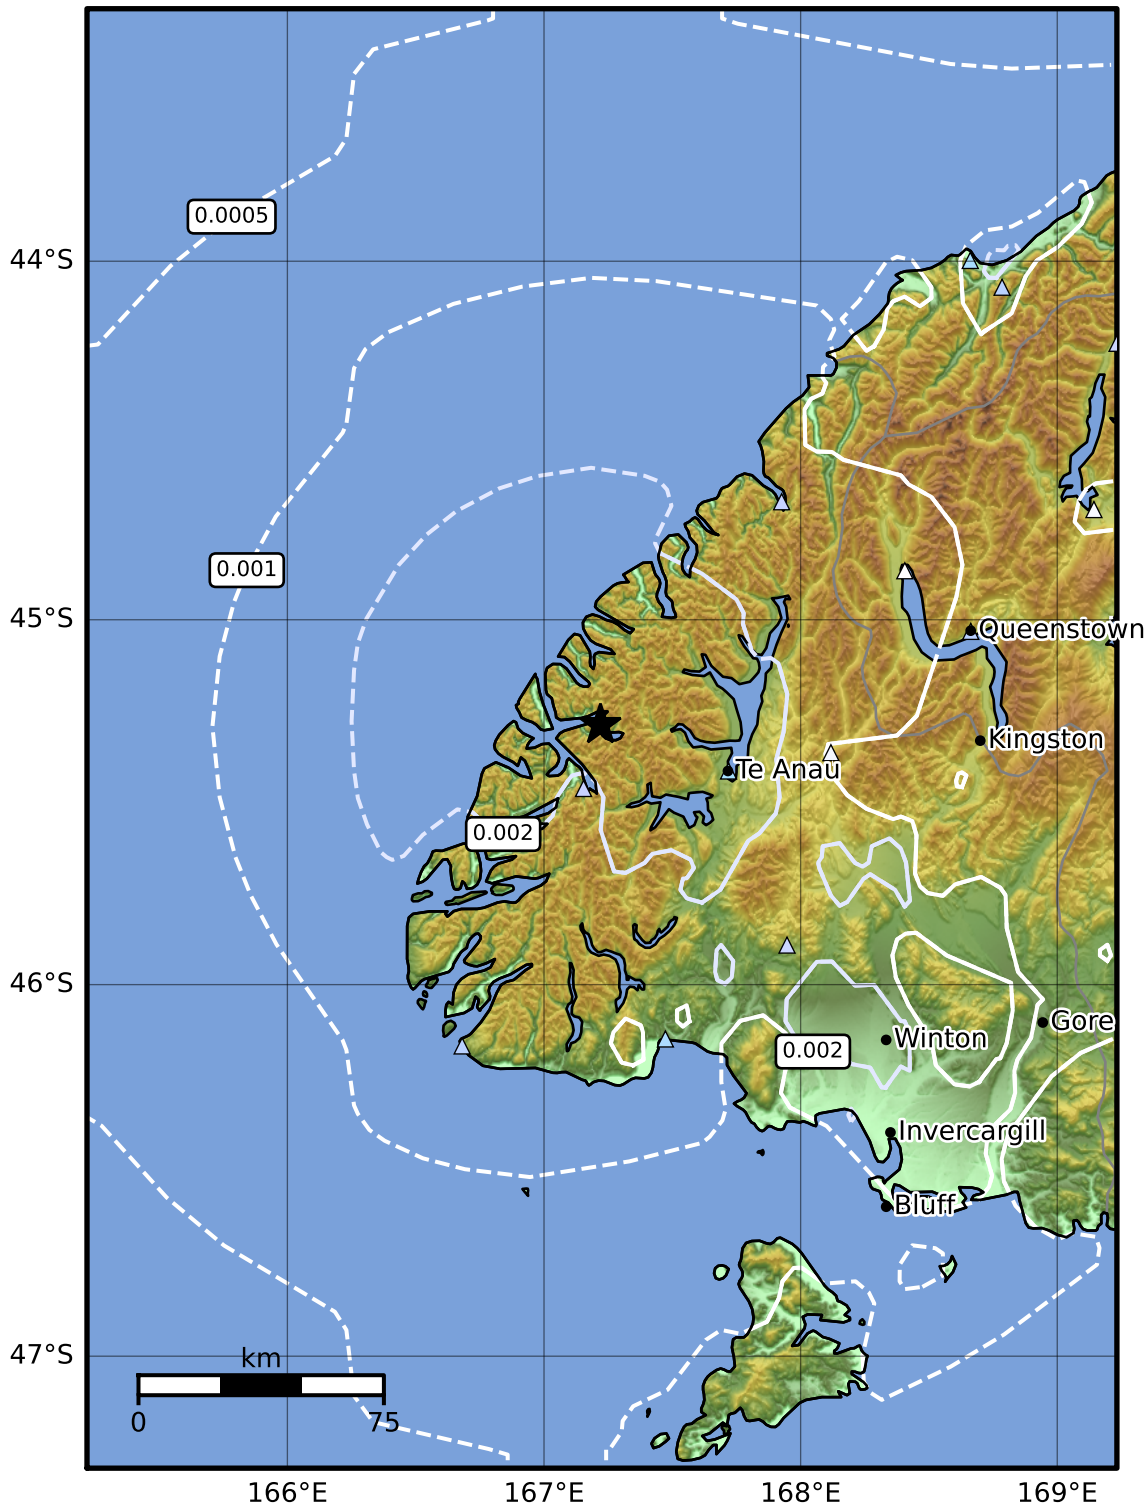 0.0005
44°S
0.001
45°S
Queenstown
Kingston
Te Anau
0.002
46°S
Gore
Winton
0.002
Invercargill
Bluff
47°S
km
0
75
166°E
167°E
168°E
169°E